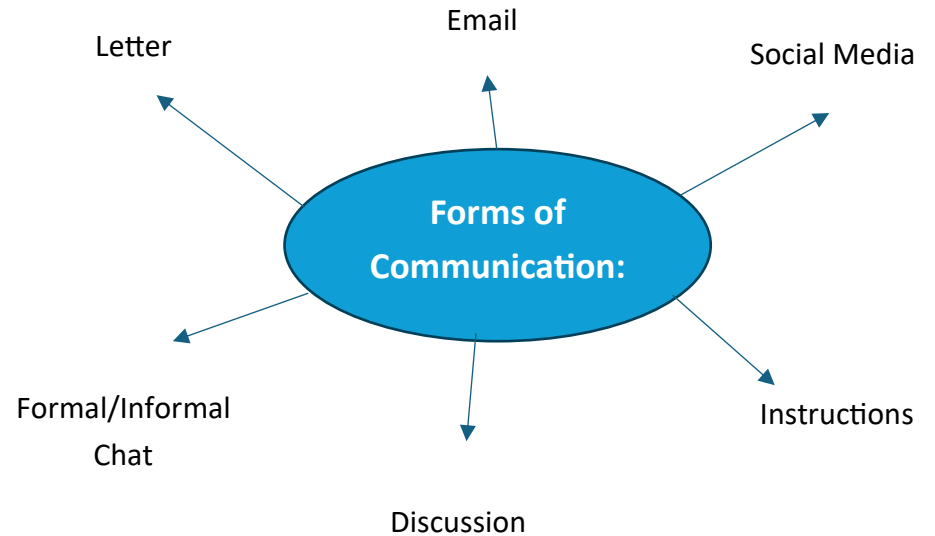 Email
Letter
Social Media
Forms of
Communication:
Formal/Informal
Chat
Instructions
Discussion